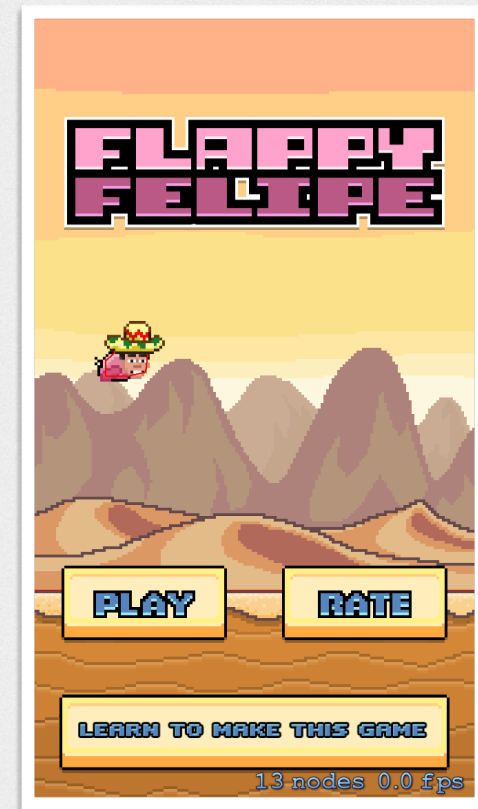 FLAPPY
FELIPE
PLAY
RATE
LEARN TO MAKE THIS GAME
13 nodes 0.0 fps